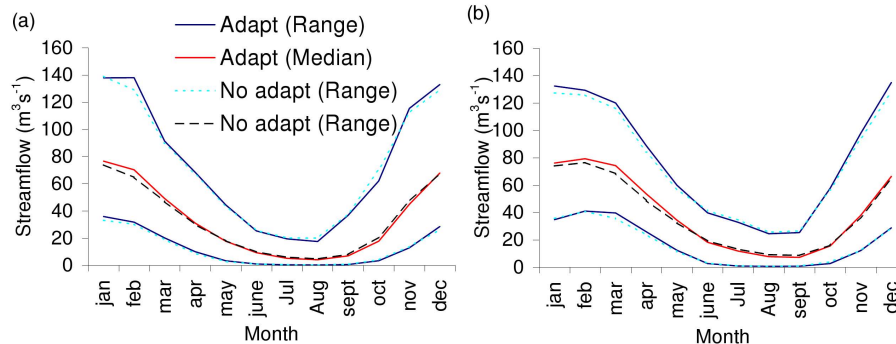 (a)
Adapt (Range)
Adapt (Median)
No adapt (Range)
No adapt (Range)
Streamflow (m³s⁻¹)
160
140
120
100
80
60
40
20
0
jan feb mar apr may june Jul Aug sept oct nov dec
Month
(b)
Streamflow (m³s⁻¹)
160
140
120
100
80
60
40
20
0
jan feb mar apr may june Jul Aug sept oct nov dec
Month